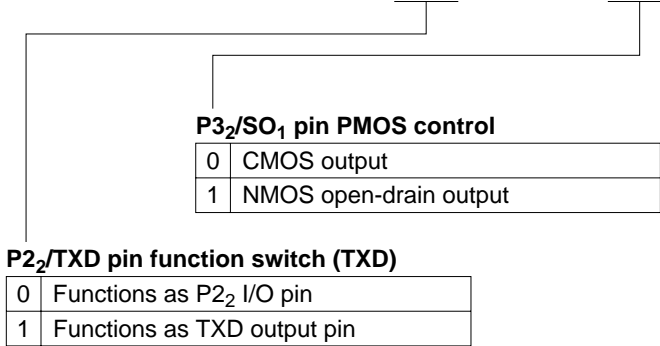 P3₂/SO₁ pin PMOS control
0 CMOS output
1 NMOS open-drain output
P2₂/TXD pin function switch (TXD)
0 Functions as P2₂ I/O pin
1 Functions as TXD output pin